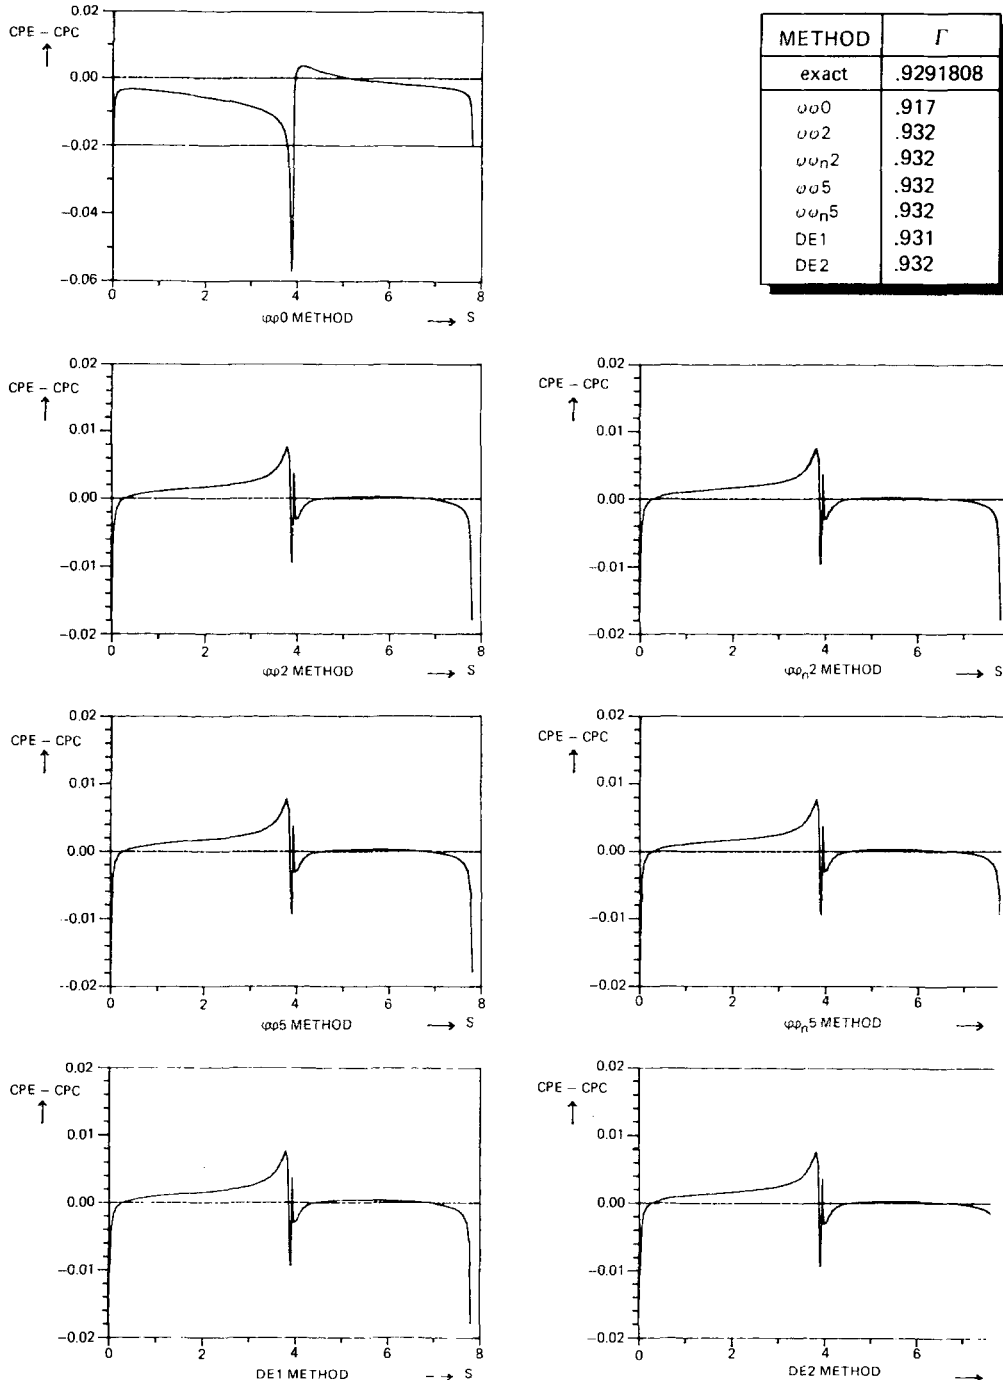 CPE – CPC
0.02
0.00
–0.02
–0.04
–0.06
0 2 4 6 8
φφ0 METHOD → S
METHOD Γ
exact .9291808
φφ0 .917
φφ2 .932
φφn2 .932
φφ5 .932
φφn5 .932
DE1 .931
DE2 .932
CPE – CPC
0.02
0.01
0.00
–0.01
–0.02
0 2 4 6 8
φφ2 METHOD → S
CPE – CPC
0.02
0.01
0.00
–0.01
–0.02
0 2 4 6
φφn2 METHOD → S
CPE – CPC
0.02
0.01
0.00
–0.01
–0.02
0 2 4 6 8
φφ5 METHOD → S
CPE – CPC
0.02
0.01
0.00
–0.01
–0.02
0 2 4 6
φφn5 METHOD →
CPE – CPC
0.02
0.01
0.00
–0.01
–0.02
0 2 4 6 8
DE1 METHOD → S
CPE – CPC
0.02
0.01
0.00
–0.01
–0.02
0 2 4 6
DE2 METHOD →